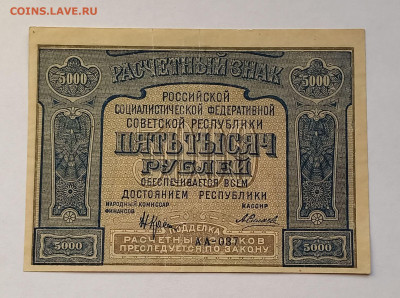 COINS.LAVE.RU
5000 РАСЧЕТНЫЙ ЗНАК 5000
РОССИЙСКОЙ
СОЦИАЛИСТИЧЕСКОЙ ФЕДЕРАТИВНОЙ
СОВЕТСКОЙ РЕСПУБЛИКИ
ПЯТЬ ТЫСЯЧ
РУБЛЕЙ
ОБЕСПЕЧИВАЕТСЯ ВСЕМ
ДОСТОЯНИЕМ РЕСПУБЛИКИ
НАРОДНЫЙ КОМИССАР
ФИНАНСОВ
КАССИР
ПОДДЕЛКА
5000 РАСЧЕТНЫХ ЗНАКОВ 5000
ПРЕСЛЕДУЕТСЯ ПО ЗАКОНУ.